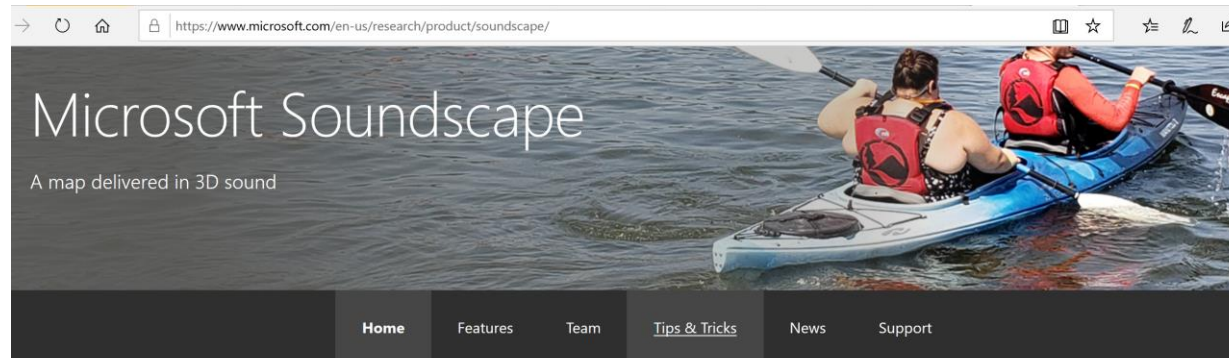 https://www.microsoft.com/en-us/research/product/soundscape/
Microsoft Soundscape
A map delivered in 3D sound
Home Features Team Tips & Tricks News Support